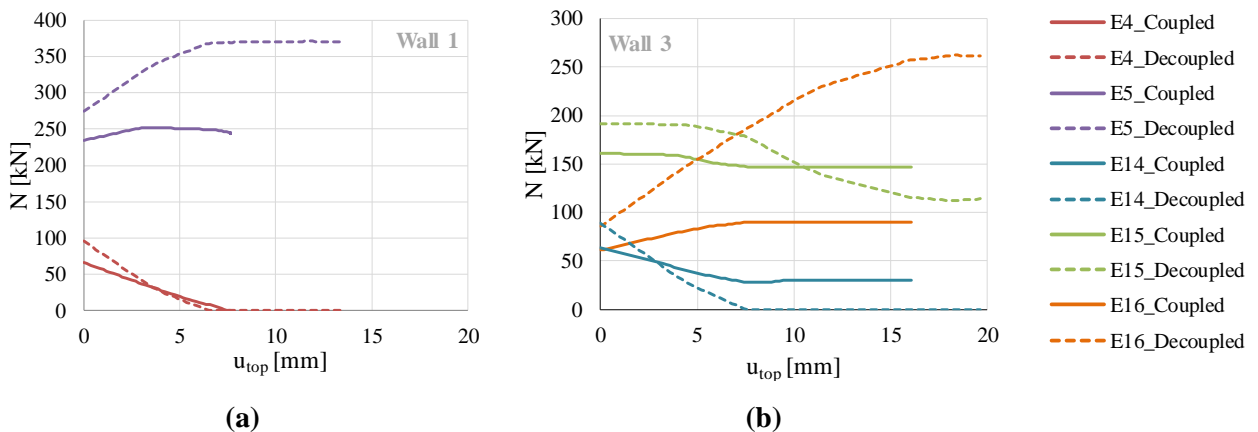 400
350
300
250
200
150
100
50
0
N [kN]
Wall 1
0 5 10 15 20
u_top [mm]
(a)
300
250
200
150
100
50
0
N [kN]
Wall 3
0 5 10 15 20
u_top [mm]
(b)
E4_Coupled
E4_Decoupled
E5_Coupled
E5_Decoupled
E14_Coupled
E14_Decoupled
E15_Coupled
E15_Decoupled
E16_Coupled
E16_Decoupled